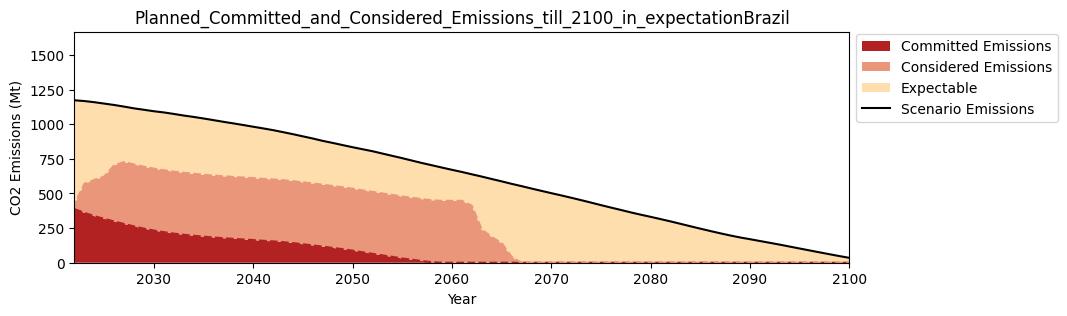 Planned_Committed_and_Considered_Emissions_till_2100_in_expectationBrazil
Committed Emissions
Considered Emissions
Expectable
Scenario Emissions
CO2 Emissions (Mt)
1500
1250
1000
750
500
250
0
2030 2040 2050 2060 2070 2080 2090 2100
Year